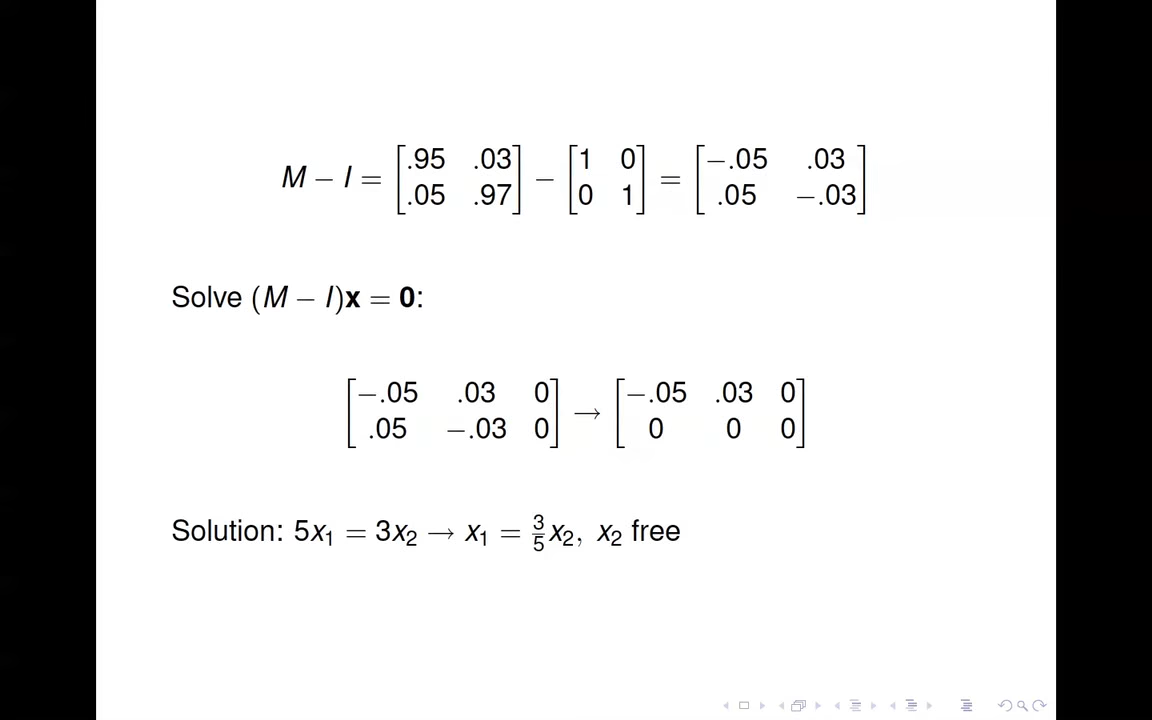 M − I = [.95 .03; .05 .97] − [1 0; 0 1] = [−.05 .03; .05 −.03]
Solve (M − I)x = 0:
[−.05 .03 0; .05 −.03 0] → [−.05 .03 0; 0 0 0]
Solution: 5x₁ = 3x₂ → x₁ = 3/5 x₂, x₂ free